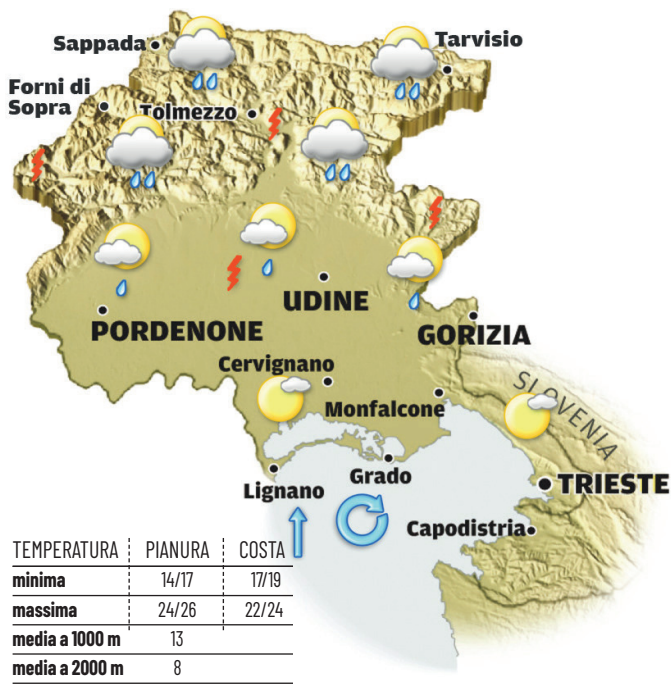 Sappada
Tarvisio
Forni di
Sopra
Tolmezzo
UDINE
PORDENONE
GORIZIA
Cervignano
SLOVENIA
Monfalcone
Grado
Lignano
TRIESTE
Capodistria
TEMPERATURA PIANURA COSTA
minima 14/17 17/19
massima 24/26 22/24
media a 1000 m 13
media a 2000 m 8